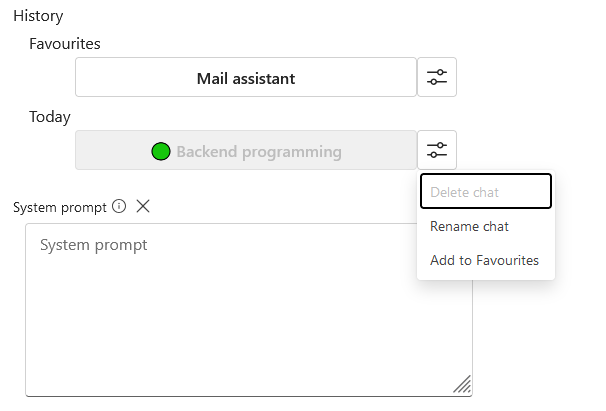 History
Favourites
Mail assistant
Today
Backend programming
Delete chat
Rename chat
Add to Favourites
System prompt
System prompt